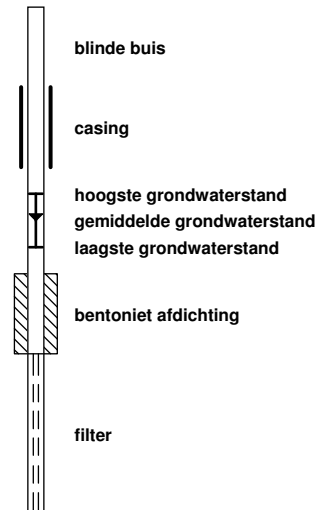 blinde buis
casing
hoogste grondwaterstand
gemiddelde grondwaterstand
laagste grondwaterstand
bentoniet afdichting
filter